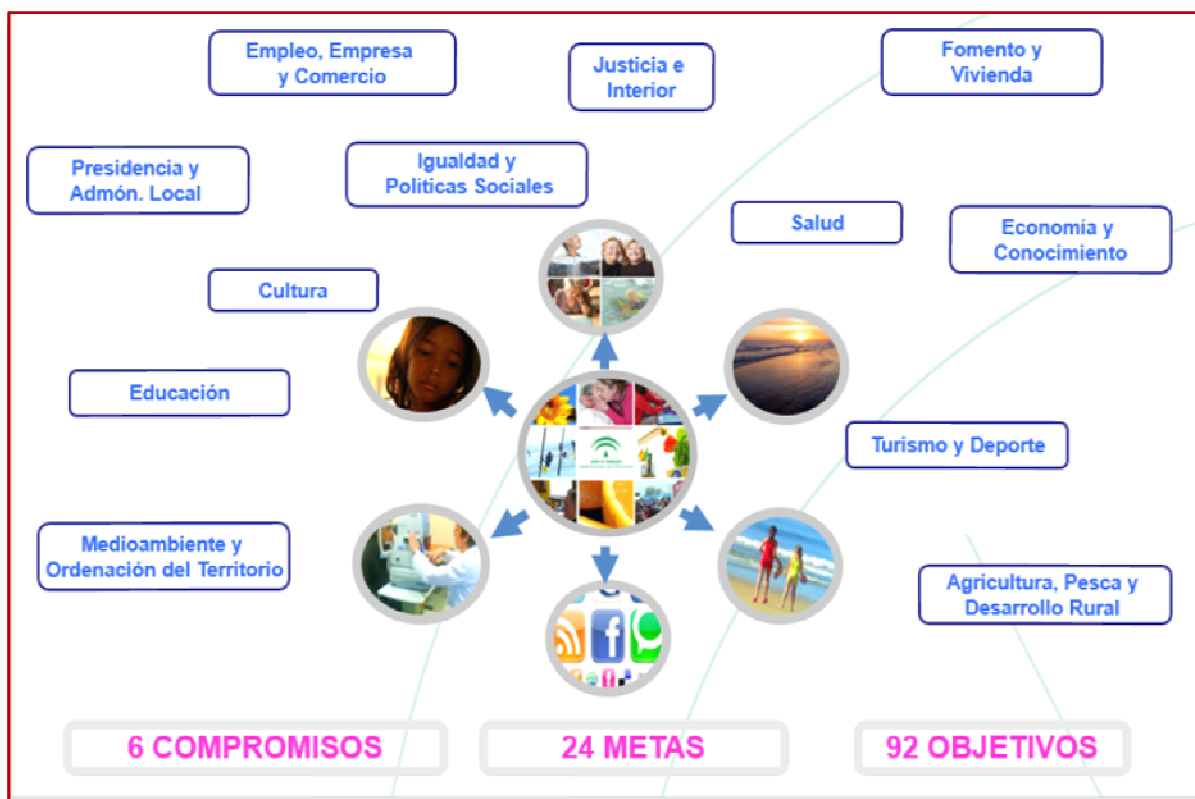 Empleo, Empresa
y Comercio
Justicia e
Interior
Fomento y
Vivienda
Presidencia y
Admón. Local
Igualdad y
Políticas Sociales
Salud
Economía y
Conocimiento
Cultura
Educación
Turismo y Deporte
Medioambiente y
Ordenación del Territorio
Agricultura, Pesca y
Desarrollo Rural
6 COMPROMISOS
24 METAS
92 OBJETIVOS